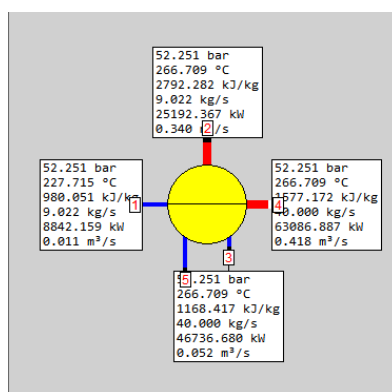 52.251 bar
266.709 °C
2792.282 kJ/kg
9.022 kg/s
25192.367 kW
0.340 /s
2
52.251 bar
227.715 °C
980.051 kJ/kg
9.022 kg/s
8842.159 kW
0.011 m³/s
1
52.251 bar
266.709 °C
577.172 kJ/kg
0.000 kg/s
63086.887 kW
0.418 m³/s
4
3
.251 bar
266.709 °C
1168.417 kJ/kg
40.000 kg/s
46736.680 kW
0.052 m³/s
5